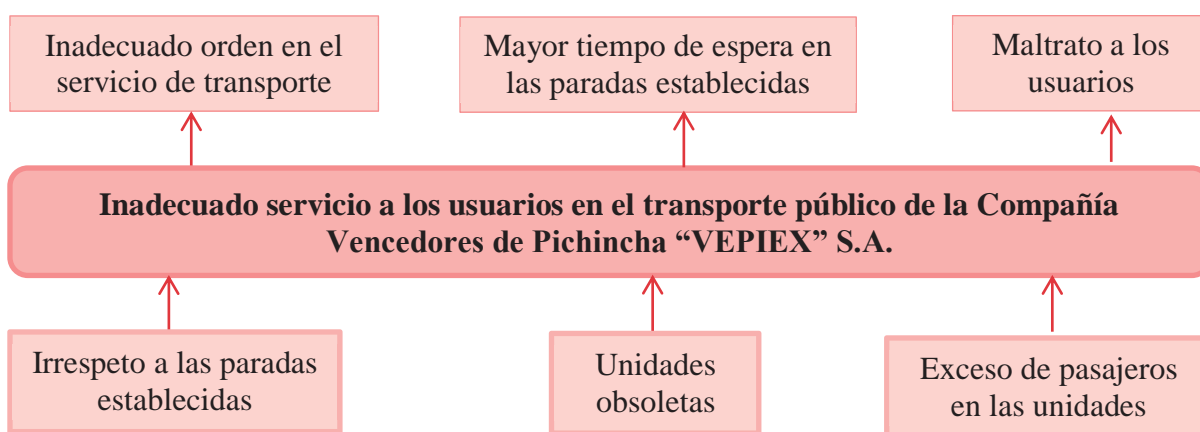 Inadecuado orden en el
servicio de transporte
Mayor tiempo de espera en
las paradas establecidas
Maltrato a los
usuarios
Inadecuado servicio a los usuarios en el transporte público de la Compañía
Vencedores de Pichincha “VEPIEX” S.A.
Irrespeto a las paradas
establecidas
Unidades
obsoletas
Exceso de pasajeros
en las unidades